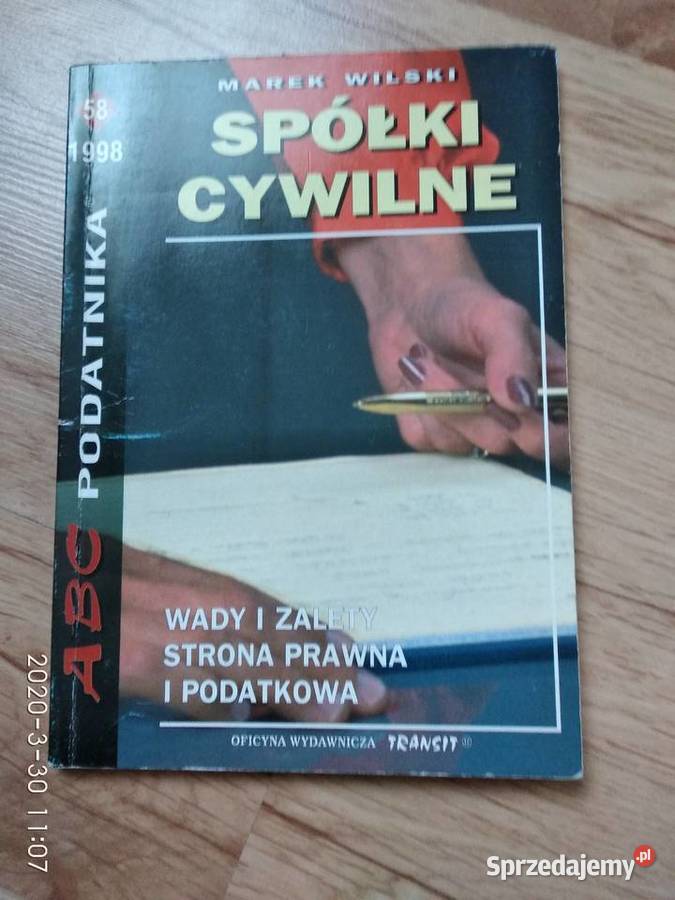 MAREK WILSKI
SPÓŁKI
CYWILNE
58
1998
ABC PODATNIKA
WADY I ZALETY
STRONA PRAWNA
I PODATKOWA
OFICYNA WYDAWNICZA TRANSIT
2020-3-30 11:07
Sprzedajemy.pl